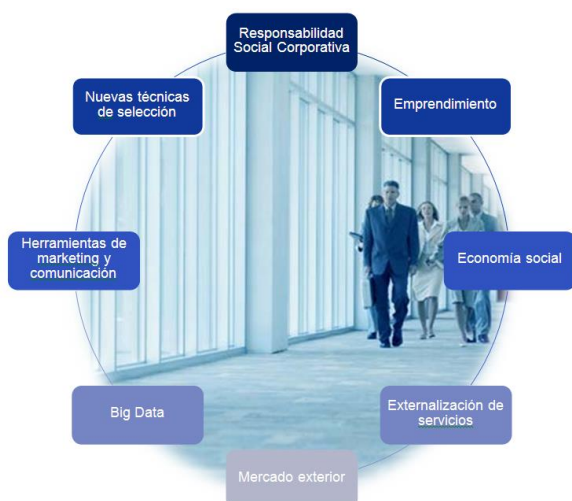 Responsabilidad
Social Corporativa
Nuevas técnicas
de selección
Emprendimiento
Herramientas de
marketing y
comunicación
Economía social
Big Data
Externalización de
servicios
Mercado exterior